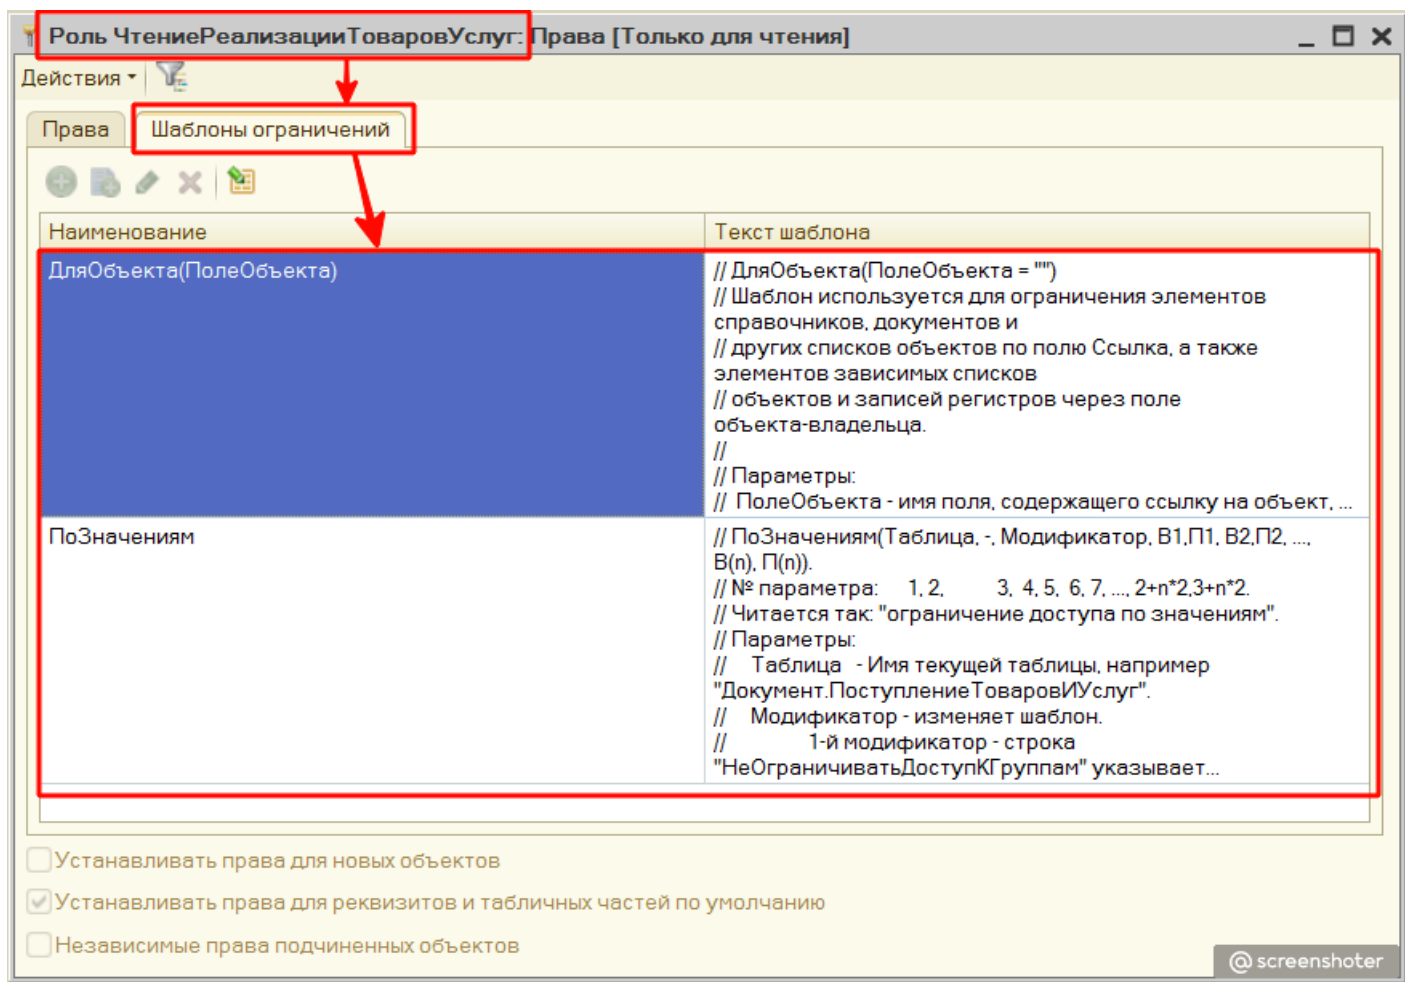 Роль ЧтениеРеализацииТоваровУслуг: Права [Только для чтения]
Действия
Права
Шаблоны ограничений
Наименование
Текст шаблона
ДляОбъекта(ПолеОбъекта)
// ДляОбъекта(ПолеОбъекта = "")
// Шаблон используется для ограничения элементов
справочников, документов и
// других списков объектов по полю Ссылка, а также
элементов зависимых списков
// объектов и записей регистров через поле
объекта-владельца.
//
// Параметры:
// ПолеОбъекта - имя поля, содержащего ссылку на объект, ...
ПоЗначениям
// ПоЗначениям(Таблица, -, Модификатор, В1,П1, В2,П2, ...,
В(n), П(n)).
// № параметра: 1, 2, 3, 4, 5, 6, 7, ..., 2+n*2,3+n*2.
// Читается так: "ограничение доступа по значениям".
// Параметры:
// Таблица - Имя текущей таблицы, например
"Документ.ПоступлениеТоваровИУслуг".
// Модификатор - изменяет шаблон.
// 1-й модификатор - строка
"НеОграничиватьДоступКГруппам" указывает...
Устанавливать права для новых объектов
Устанавливать права для реквизитов и табличных частей по умолчанию
Независимые права подчиненных объектов
@ screenshoter